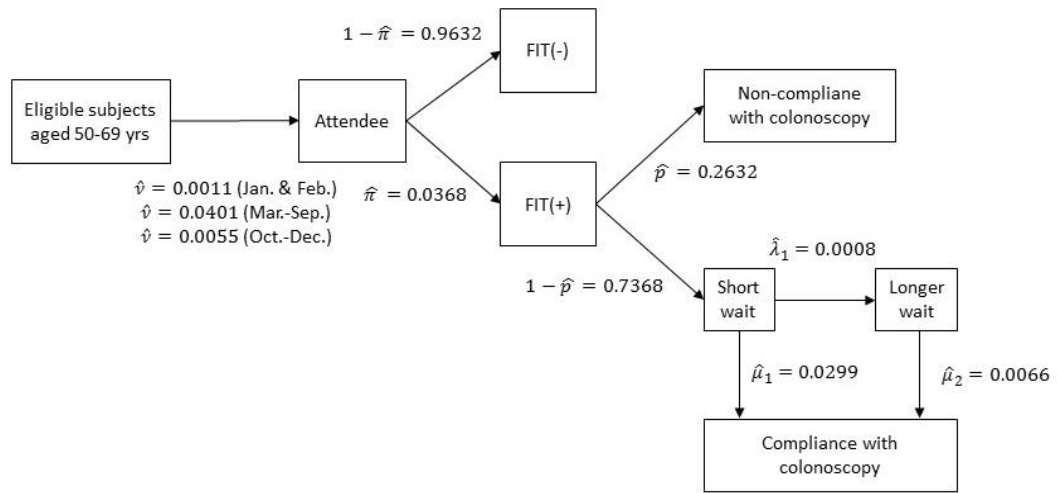 1 − π̂ = 0.9632
FIT(-)
Eligible subjects
aged 50-69 yrs
Attendee
Non-compliane
with colonoscopy
ν̂ = 0.0011 (Jan. & Feb.)
ν̂ = 0.0401 (Mar.-Sep.)
ν̂ = 0.0055 (Oct.-Dec.)
π̂ = 0.0368
FIT(+)
p̂ = 0.2632
1 − p̂ = 0.7368
λ̂₁ = 0.0008
Short
wait
Longer
wait
μ̂₁ = 0.0299
μ̂₂ = 0.0066
Compliance with
colonoscopy